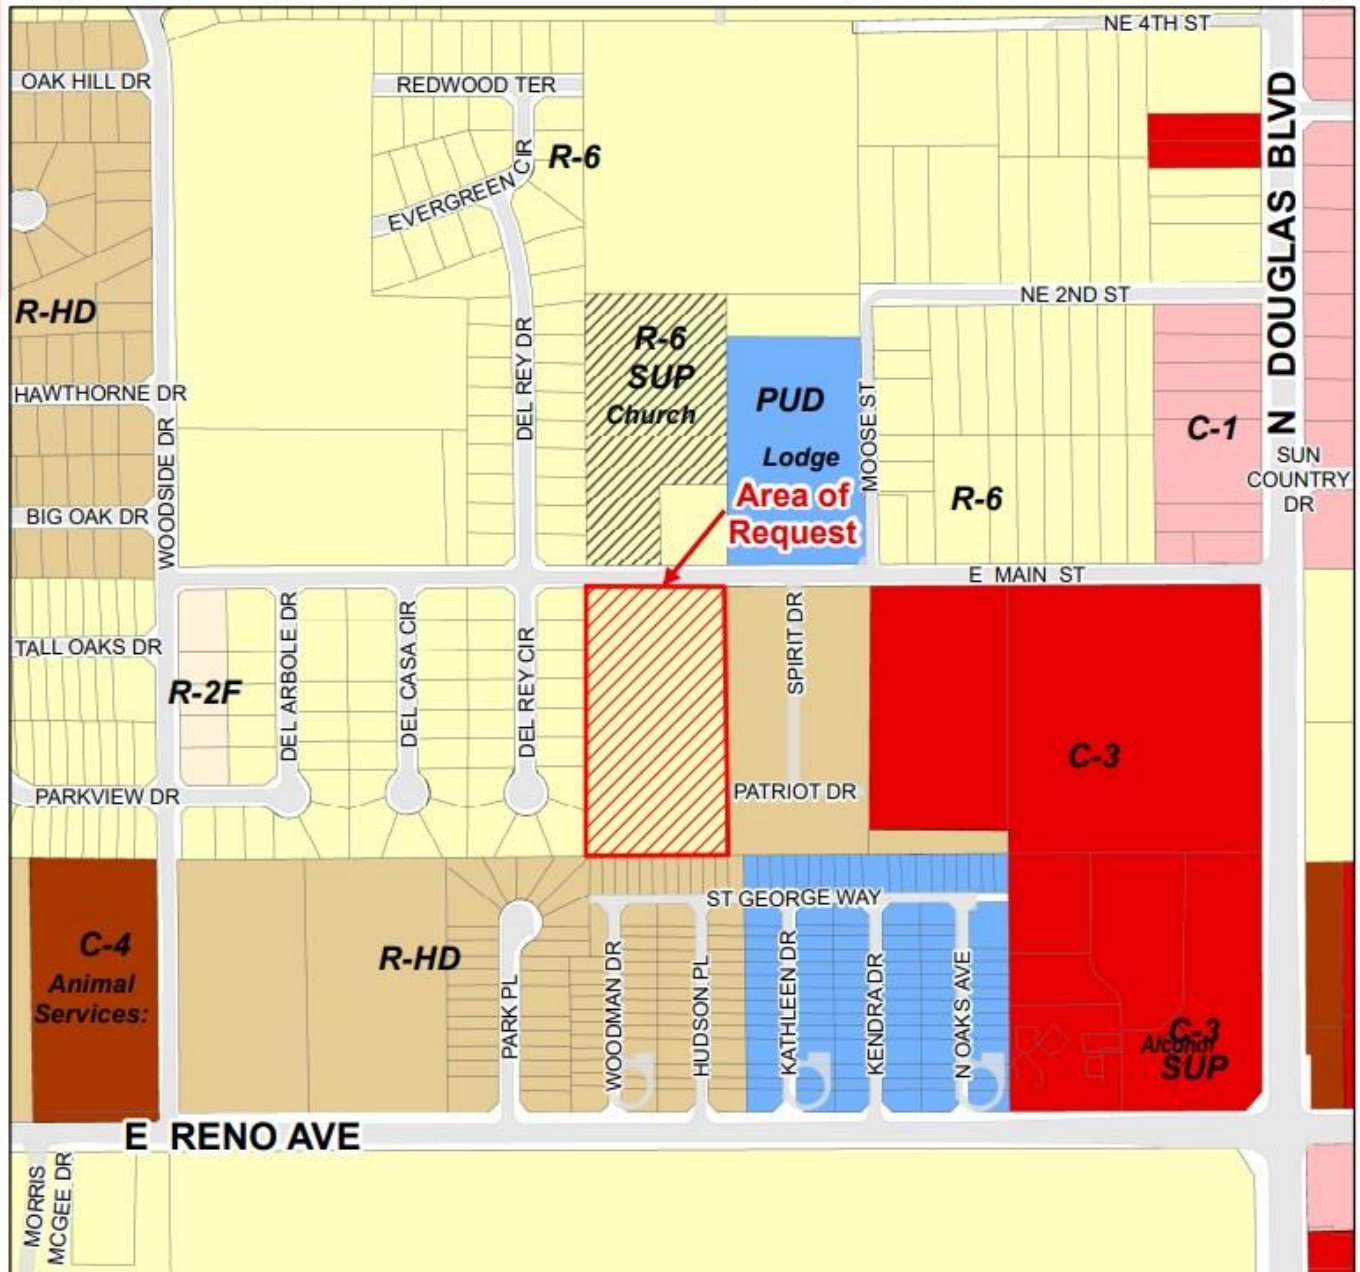 NE 4TH ST
OAK HILL DR
REDWOOD TER
N DOUGLAS BLVD
R-6
EVERGREEN CIR
NE 2ND ST
R-HD
DEL REY DR
R-6
SUP
Church
HAWTHORNE DR
PUD
MOOSE ST
C-1
WOODSIDE DR
Lodge
SUN
COUNTRY
DR
Area of
Request
R-6
BIG OAK DR
E MAIN ST
TALL OAKS DR
DEL ARBOLE DR
DEL CASA CIR
DEL REY CIR
SPIRIT DR
R-2F
C-3
PARKVIEW DR
PATRIOT DR
ST GEORGE WAY
C-4
Animal
Services:
R-HD
PARK PL
WOODMAN DR
HUDSON PL
KATHLEEN DR
KENDRA DR
N OAKS AVE
C-3
Alcohol
SUP
E RENO AVE
MORRIS
MCGEE DR